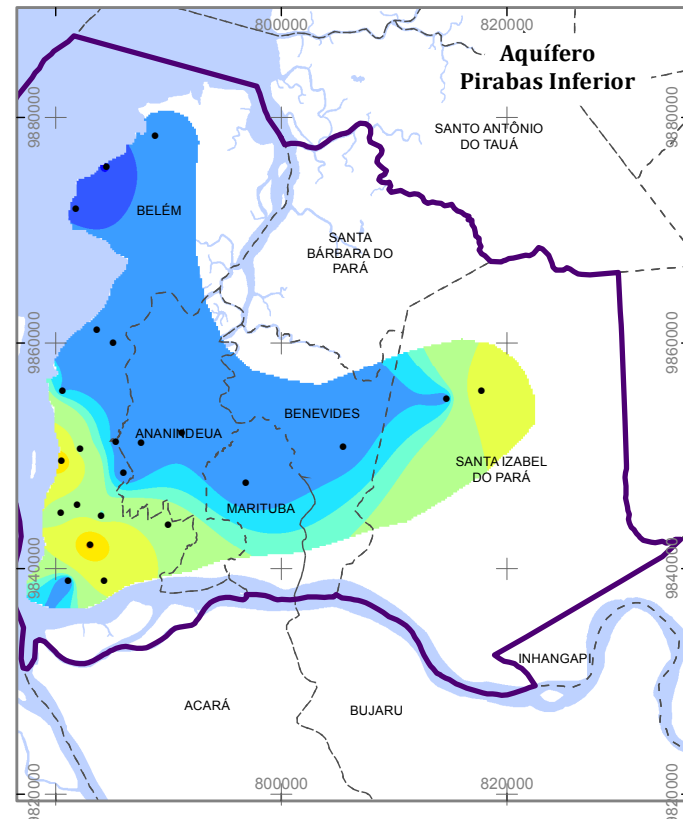 800000
820000
Aquífero
Pirabas Inferior
9880000
9880000
SANTO ANTÔNIO
DO TAUÁ
BELÉM
SANTA
BÁRBARA DO
PARÁ
9860000
9860000
BENEVIDES
ANANINDEUA
SANTA IZABEL
DO PARÁ
MARITUBA
9840000
9840000
INHANGAPI
ACARÁ
BUJARU
9820000
9820000
800000
820000